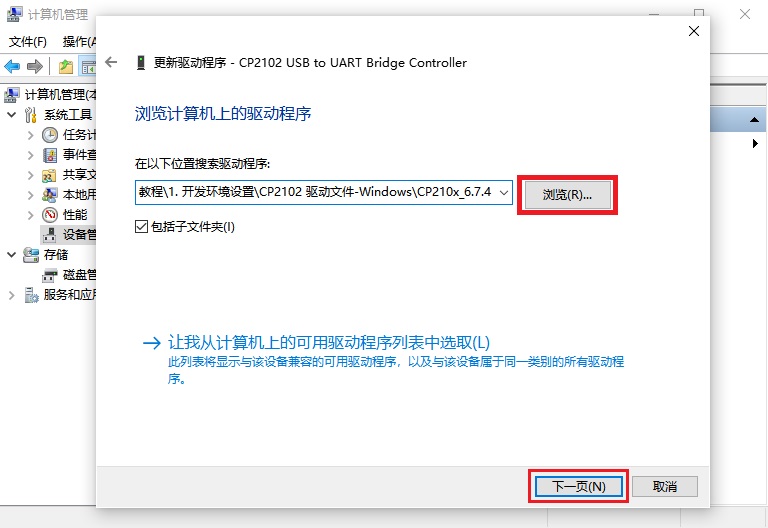 计算机管理
文件(F)
操作(A
更新驱动程序 - CP2102 USB to UART Bridge Controller
计算机管理(本
系统工具
任务计
事件查
共享文
本地用
性能
设备管
存储
磁盘管
服务和应
浏览计算机上的驱动程序
在以下位置搜索驱动程序:
教程\1. 开发环境设置\CP2102 驱动文件-Windows\CP210x_6.7.4
浏览(R)...
包括子文件夹(I)
让我从计算机上的可用驱动程序列表中选取(L)
此列表将显示与该设备兼容的可用驱动程序，以及与该设备属于同一类别的所有驱动程
序。
下一页(N)
取消